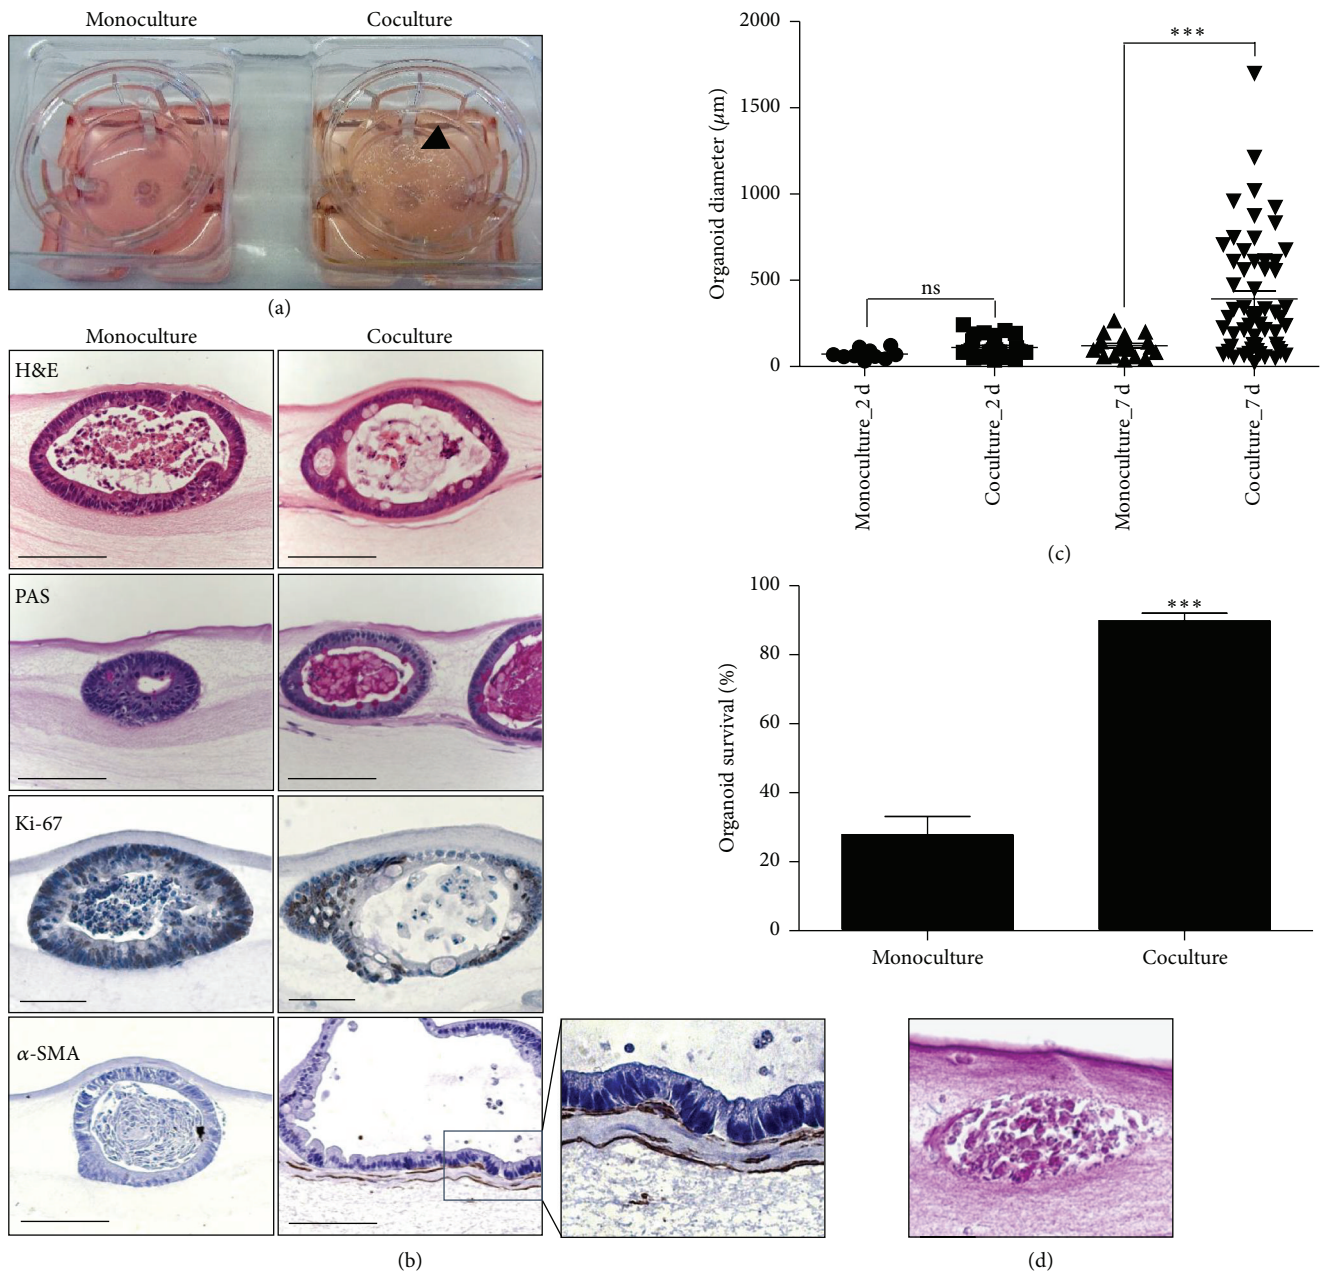 Monoculture Coculture
(a)
Monoculture Coculture
H&E
PAS
Ki-67
α-SMA
(b)
Organoid diameter (μm)
2000
1500
1000
500
0
ns
***
Monoculture_2 d
Coculture_2 d
Monoculture_7 d
Coculture_7 d
(c)
Organoid survival (%)
100
80
60
40
20
0
***
Monoculture Coculture
(d)